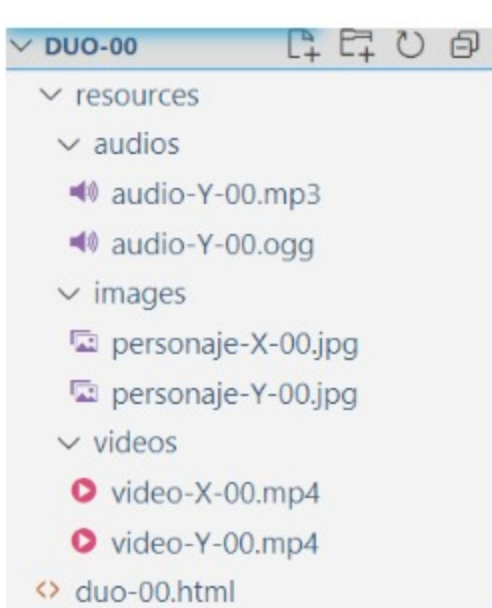 DUO-00
resources
audios
audio-Y-00.mp3
audio-Y-00.ogg
images
personaje-X-00.jpg
personaje-Y-00.jpg
videos
video-X-00.mp4
video-Y-00.mp4
duo-00.html